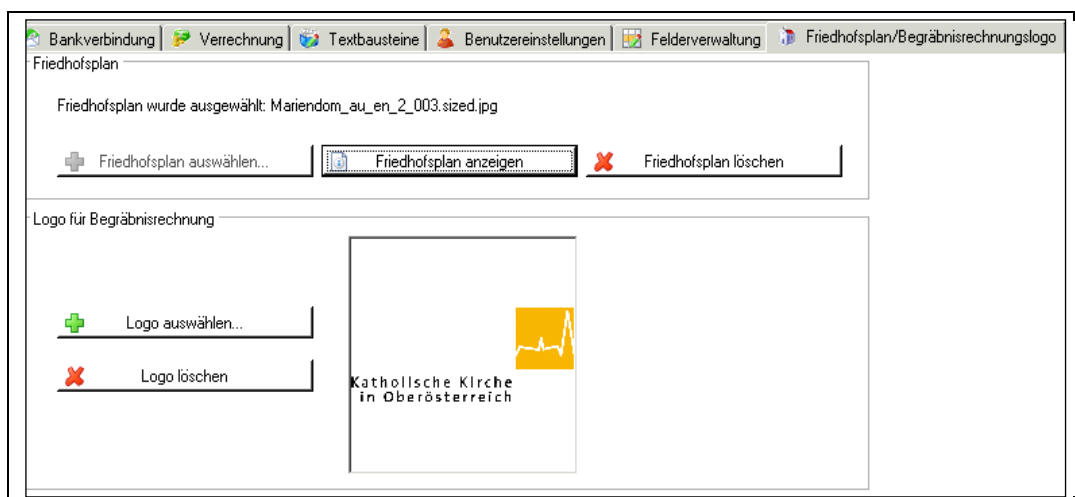 Bankverbindung Verrechnung Textbausteine Benutzereinstellungen Felderverwaltung Friedhofsplan/Begräbnisrechnungslogo
Friedhofsplan
Friedhofsplan wurde ausgewählt: Mariendom_au_en_2_003.sized.jpg
Friedhofsplan auswählen... Friedhofsplan anzeigen Friedhofsplan löschen
Logo für Begräbnisrechnung
Logo auswählen...
Logo löschen
Katholische Kirche
in Oberösterreich